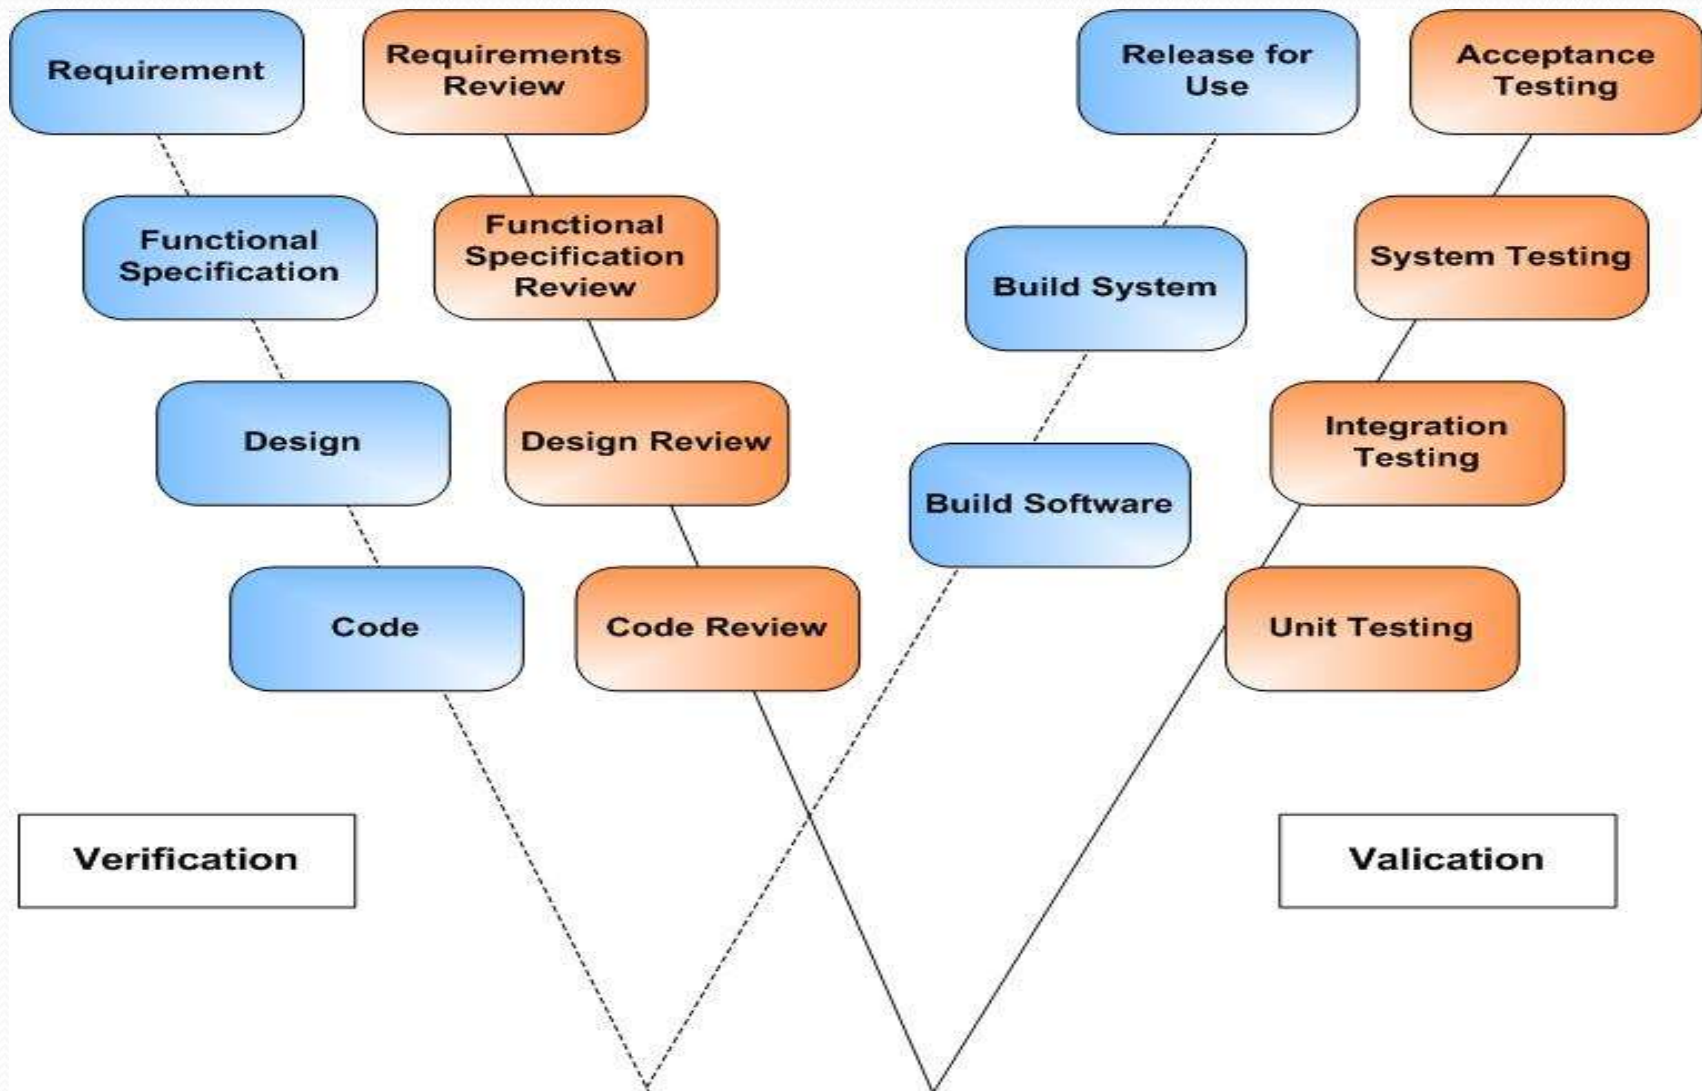 Requirement
Requirements
Review
Release for
Use
Acceptance
Testing
Functional
Specification
Functional
Specification
Review
Build System
System Testing
Design
Design Review
Build Software
Integration
Testing
Code
Code Review
Unit Testing
Verification
Valication